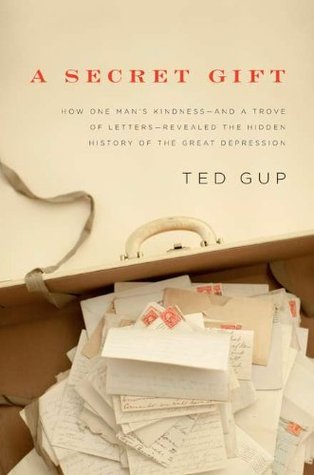 A SECRET GIFT
HOW ONE MAN'S KINDNESS—AND A TROVE
OF LETTERS—REVEALED THE HIDDEN
HISTORY OF THE GREAT DEPRESSION
TED GUP